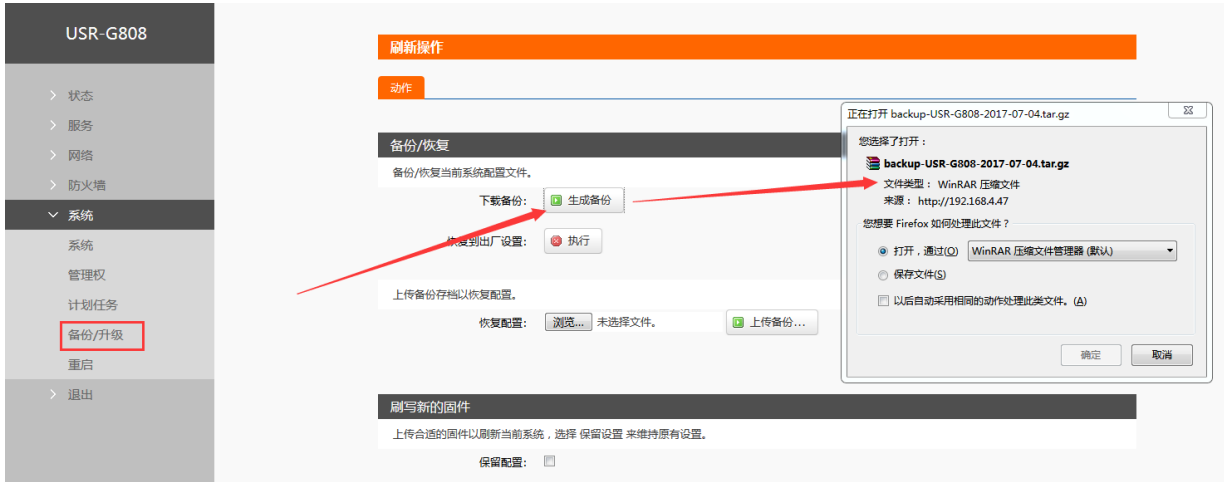 USR-G808
状态
服务
网络
防火墙
系统
系统
管理权
计划任务
备份/升级
重启
退出
刷新操作
动作
备份/恢复
备份/恢复当前系统配置文件。
下载备份: 生成备份
恢复到出厂设置: 执行
上传备份存档以恢复配置。
恢复配置: 浏览... 未选择文件。 上传备份...
刷写新的固件
上传合适的固件以刷新当前系统，选择 保留设置 来维持原有设置。
保留配置:
正在打开 backup-USR-G808-2017-07-04.tar.gz
您选择了打开：
backup-USR-G808-2017-07-04.tar.gz
文件类型： WinRAR 压缩文件
来源： http://192.168.4.47
您想要 Firefox 如何处理此文件？
打开，通过(O) WinRAR 压缩文件管理器 (默认)
保存文件(S)
以后自动采用相同的动作处理此类文件。(A)
确定 取消